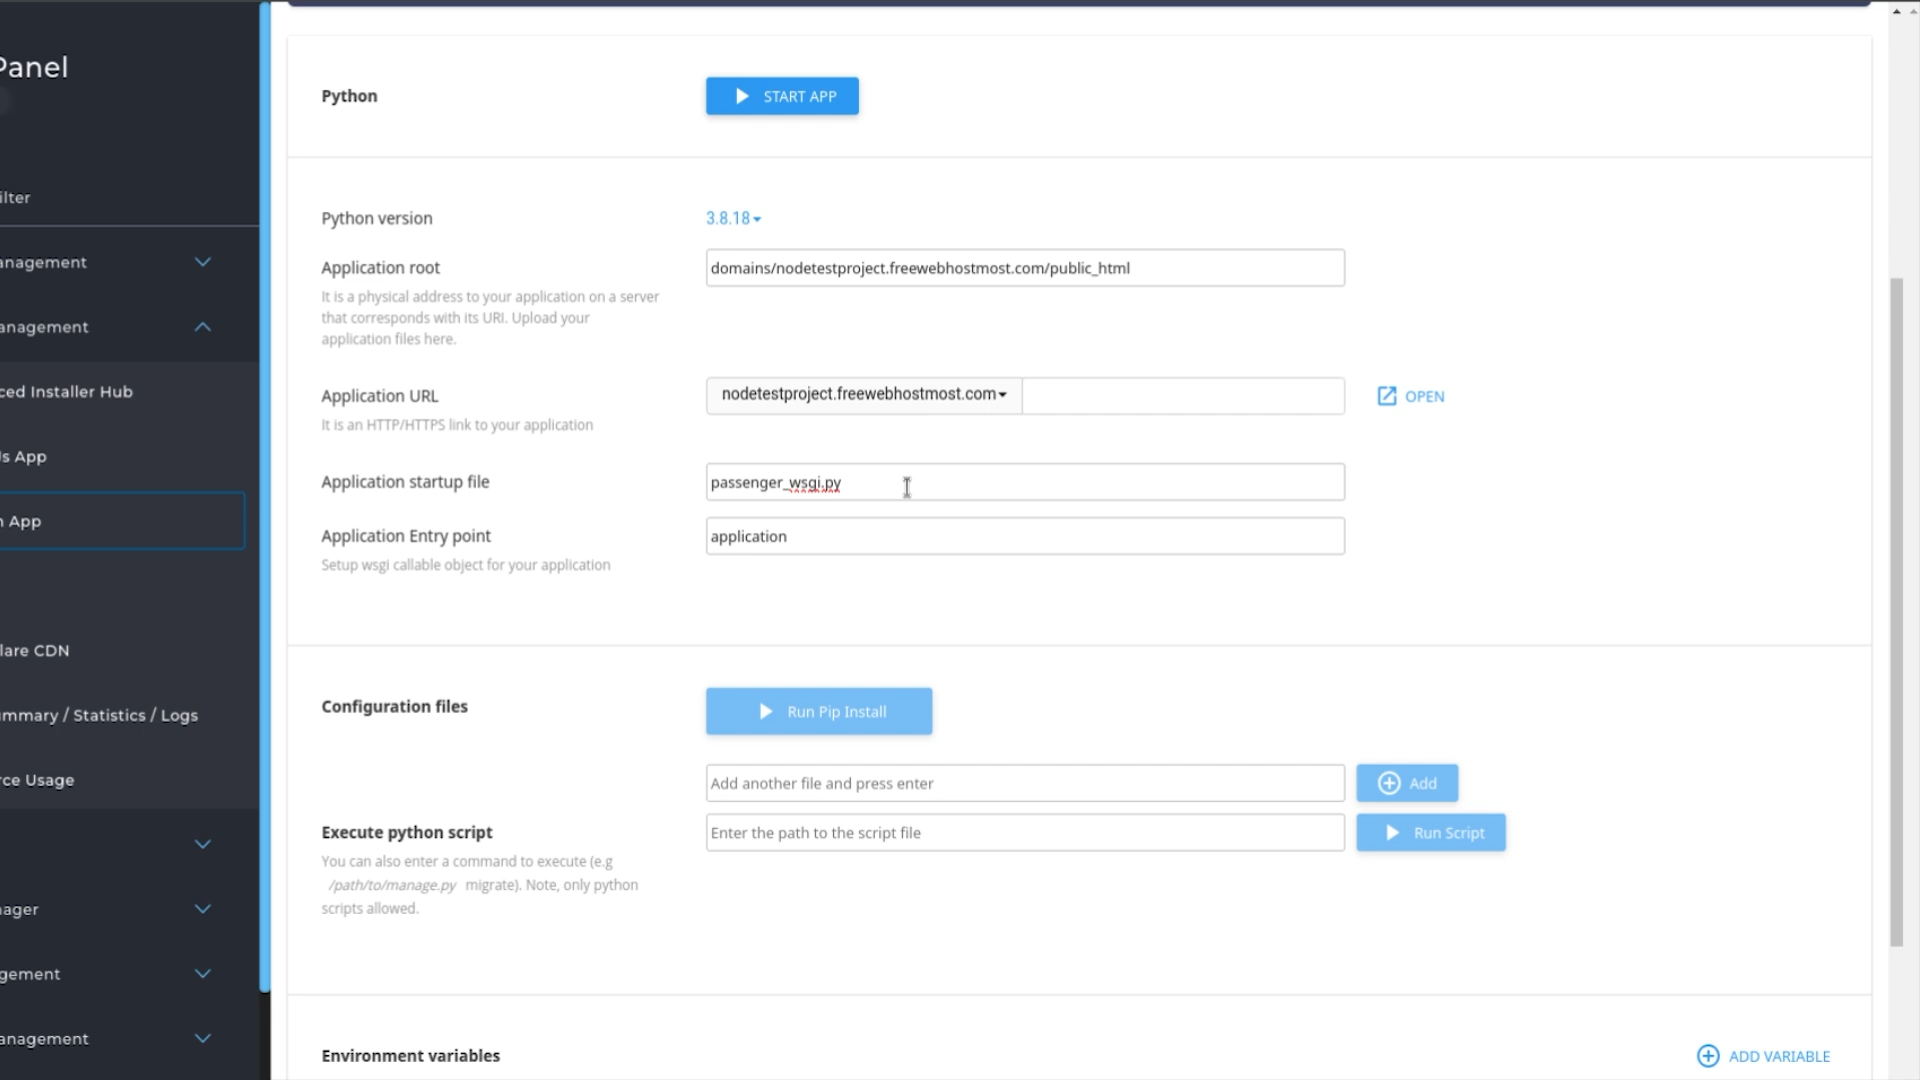 Panel
ilter
anagement
anagement
ced Installer Hub
s App
n App
lare CDN
mmary / Statistics / Logs
rce Usage
nager
gement
anagement
Python
START APP
Python version
3.8.18
Application root
domains/nodetestproject.freewebhostmost.com/public_html
It is a physical address to your application on a server
that corresponds with its URI. Upload your
application files here.
Application URL
nodetestproject.freewebhostmost.com
OPEN
It is an HTTP/HTTPS link to your application
Application startup file
passenger_wsgi.py
Application Entry point
application
Setup wsgi callable object for your application
Configuration files
Run Pip Install
Add another file and press enter
Add
Execute python script
Enter the path to the script file
Run Script
You can also enter a command to execute (e.g
/path/to/manage.py migrate). Note, only python
scripts allowed.
Environment variables
ADD VARIABLE